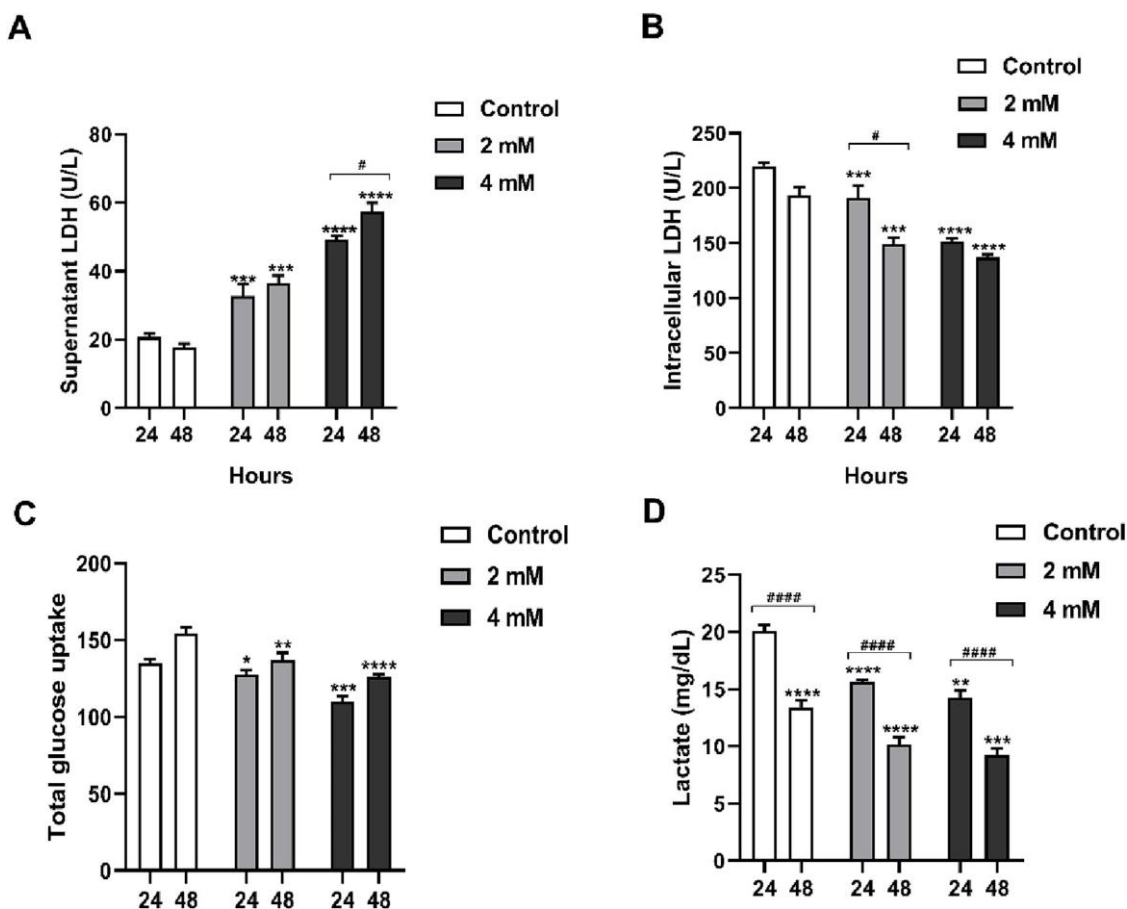 A
Control
2 mM
4 mM
Supernatant LDH (U/L)
80
60
40
20
0
#
***
***
****
****
24 48 24 48 24 48
Hours
B
Control
2 mM
4 mM
Intracellular LDH (U/L)
250
200
150
100
50
0
#
***
***
****
****
24 48 24 48 24 48
Hours
C
Control
2 mM
4 mM
Total glucose uptake
200
150
100
50
0
*
**
***
****
24 48 24 48 24 48
D
Control
2 mM
4 mM
Lactate (mg/dL)
25
20
15
10
5
0
####
####
####
****
****
****
**
***
24 48 24 48 24 48